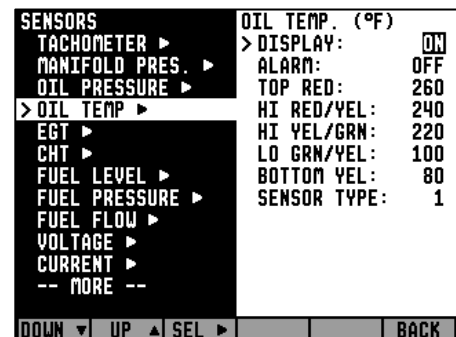 SENSORS
TACHOMETER ►
MANIFOLD PRES. ►
OIL PRESSURE ►
> OIL TEMP ►
EGT ►
CHT ►
FUEL LEVEL ►
FUEL PRESSURE ►
FUEL FLOW ►
VOLTAGE ►
CURRENT ►
-- MORE --
OIL TEMP. (°F)
> DISPLAY: ON
ALARM: OFF
TOP RED: 260
HI RED/YEL: 240
HI YEL/GRN: 220
LO GRN/YEL: 100
BOTTOM YEL: 80
SENSOR TYPE: 1
DOWN ▼ UP ▲ SEL ► BACK